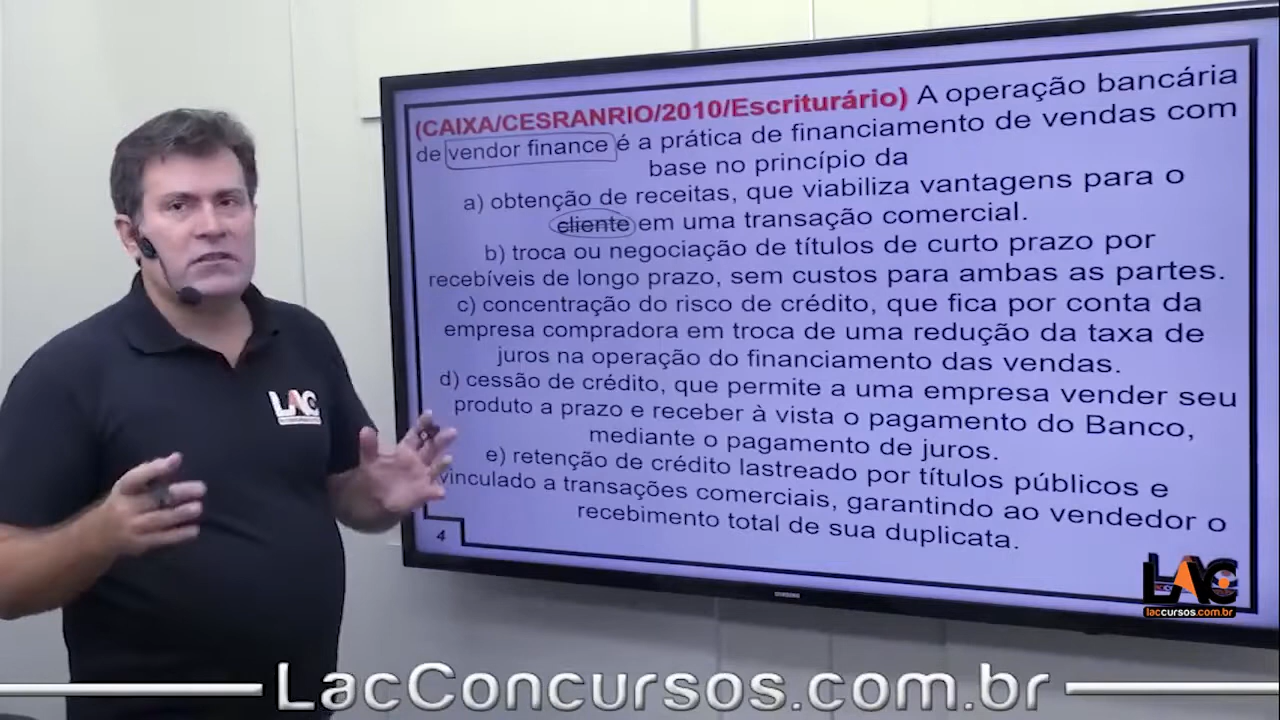 (CAIXA/CESRANRIO/2010/Escriturário) A operação bancária
de vendor finance é a prática de financiamento de vendas com
base no princípio da
a) obtenção de receitas, que viabiliza vantagens para o
cliente em uma transação comercial.
b) troca ou negociação de títulos de curto prazo por
recebíveis de longo prazo, sem custos para ambas as partes.
c) concentração do risco de crédito, que fica por conta da
empresa compradora em troca de uma redução da taxa de
juros na operação do financiamento das vendas.
d) cessão de crédito, que permite a uma empresa vender seu
produto a prazo e receber à vista o pagamento do Banco,
mediante o pagamento de juros.
e) retenção de crédito lastreado por títulos públicos e
vinculado a transações comerciais, garantindo ao vendedor o
recebimento total de sua duplicata.
4
LAC
LAC
laccursos.com.br
SAMSUNG
LacConcursos.com.br